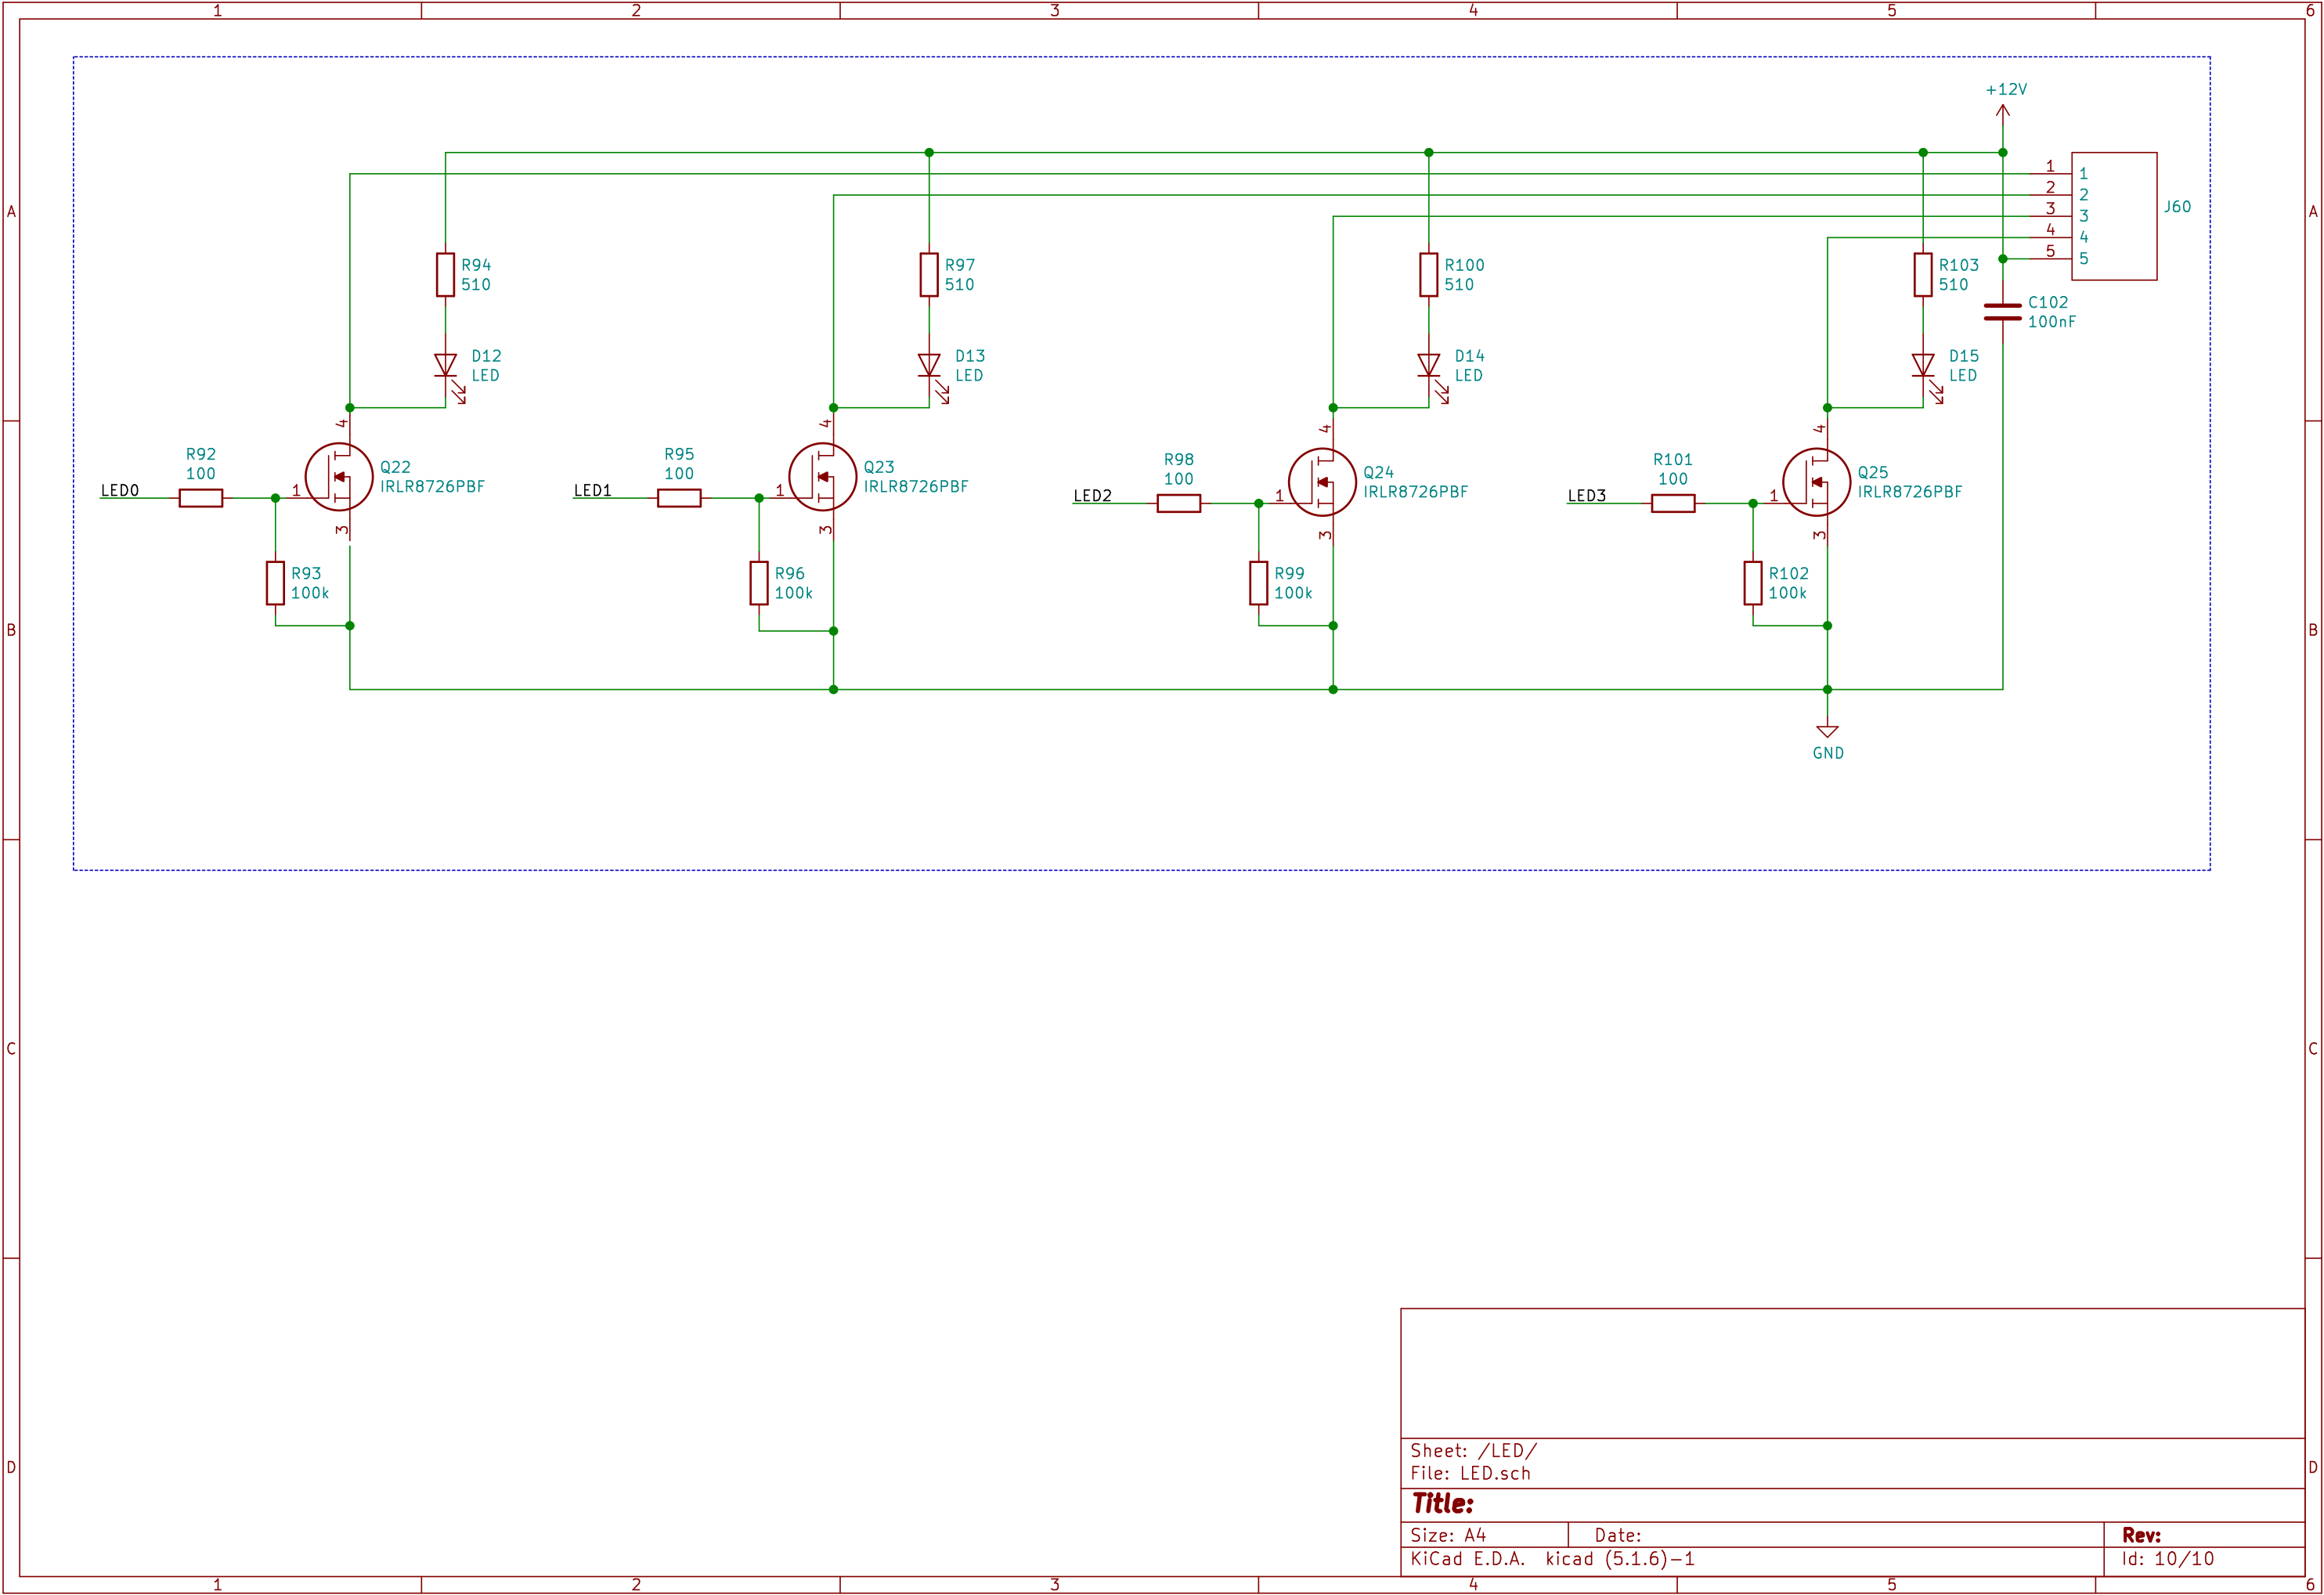 1 2 3 4 5 6
+12V
1 1
2 2
A 3 3 J60 A
4 4
5 5
R94
510
R97
510
R100
510
R103
510
C102
100nF
D12
LED
D13
LED
D14
LED
D15
LED
4
4
4
4
R92
100
R95
100
R98
100
R101
100
Q22
IRLR8726PBF
Q23
IRLR8726PBF
Q24
IRLR8726PBF
Q25
IRLR8726PBF
LED0
1
LED1
1
LED2
1
LED3
1
3
3
3
3
R93
100k
R96
100k
R99
100k
R102
100k
B B
GND
C C
Sheet: /LED/
File: LED.sch
D D
Title:
Size: A4 Date: Rev:
KiCad E.D.A. kicad (5.1.6)-1 Id: 10/10
1 2 3 4 5 6